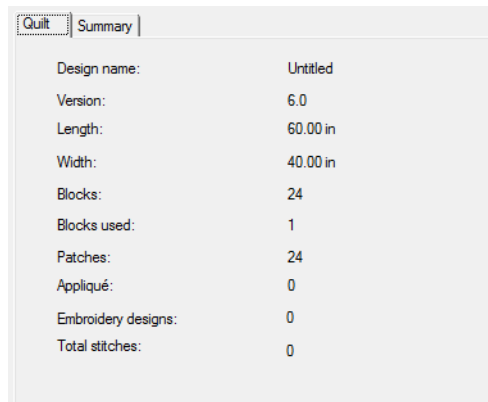 Quilt Summary
Design name: Untitled
Version: 6.0
Length: 60.00 in
Width: 40.00 in
Blocks: 24
Blocks used: 1
Patches: 24
Appliqué: 0
Embroidery designs: 0
Total stitches: 0